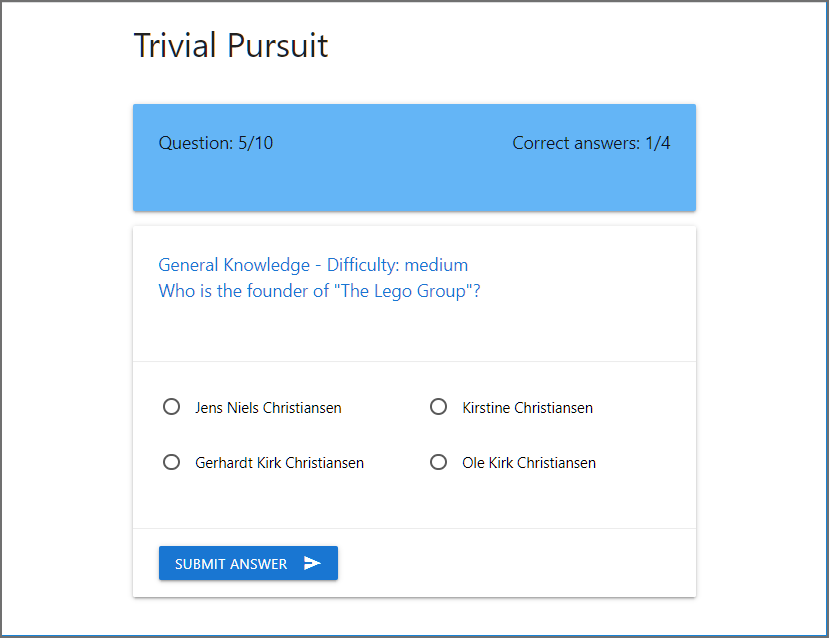 Trivial Pursuit
Question: 5/10
Correct answers: 1/4
General Knowledge - Difficulty: medium
Who is the founder of "The Lego Group"?
Jens Niels Christiansen
Kirstine Christiansen
Gerhardt Kirk Christiansen
Ole Kirk Christiansen
SUBMIT ANSWER